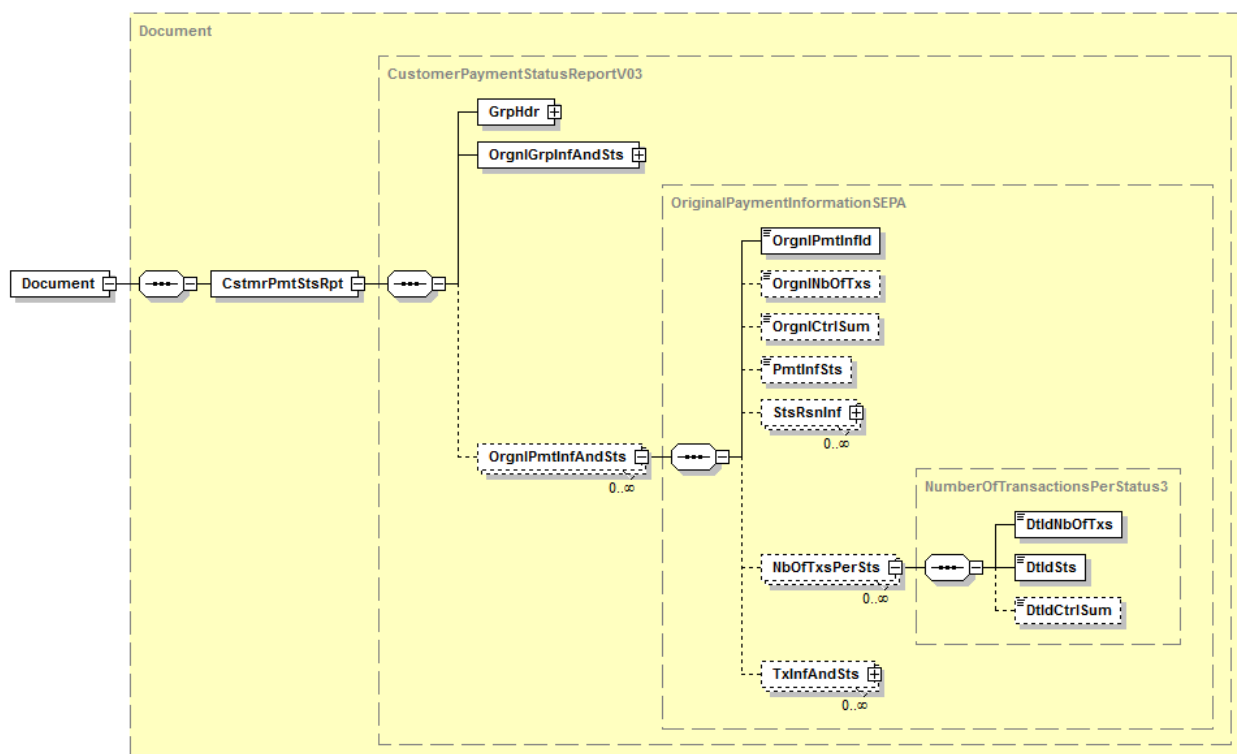 Document
CustomerPaymentStatusReportV03
GrpHdr
OrgnlGrpInfAndSts
OriginalPaymentInformationSEPA
OrgnlPmtInfId
Document
CstmrPmtStsRpt
OrgnlNbOfTxs
OrgnlCtrlSum
PmtInfSts
StsRsnInf
0..∞
OrgnlPmtInfAndSts
0..∞
NumberOfTransactionsPerStatus3
DtldNbOfTxs
NbOfTxsPerSts
0..∞
DtldSts
DtldCtrlSum
TxInfAndSts
0..∞